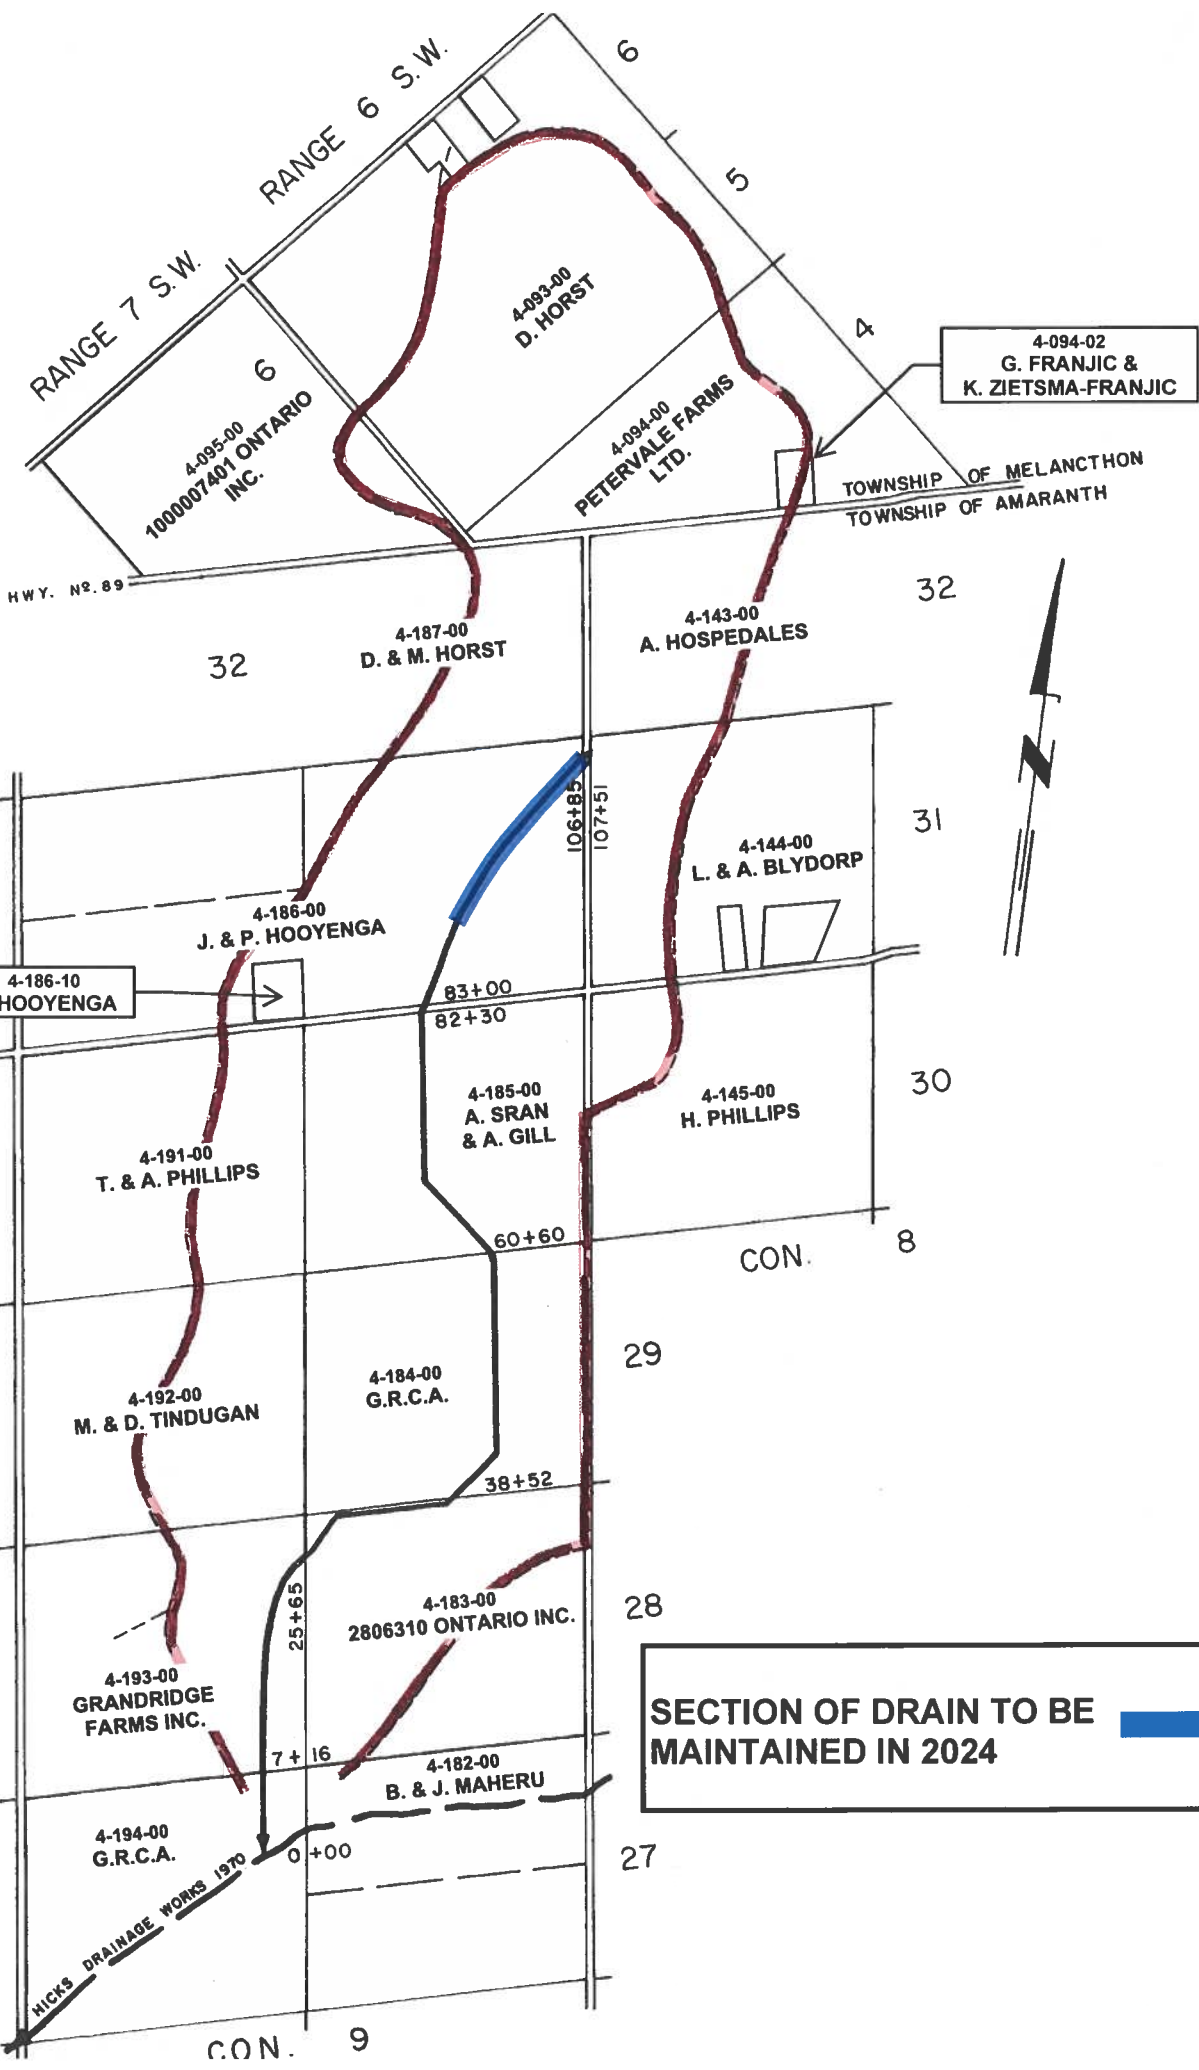 RANGE 6 S.W.
6
5
RANGE 7 S.W.
4-093-00
D. HORST
4
4-094-02
G. FRANJIC &
K. ZIETSMA-FRANJIC
6
4-095-00
1000007401 ONTARIO
INC.
4-094-00
PETERVALE FARMS
LTD.
TOWNSHIP OF MELANCTHON
TOWNSHIP OF AMARANTH
HWY. Nº. 89
32
4-187-00
D. & M. HORST
4-143-00
A. HOSPEDALES
32
N
106+85
107+51
31
4-144-00
L. & A. BLYDORP
4-186-00
J. & P. HOOYENGA
4-186-10
HOOYENGA
83+00
82+30
4-185-00
A. SRAN
& A. GILL
4-145-00
H. PHILLIPS
30
4-191-00
T. & A. PHILLIPS
60+60
CON. 8
29
4-184-00
G.R.C.A.
4-192-00
M. & D. TINDUGAN
38+52
25+65
4-183-00
2806310 ONTARIO INC.
28
4-193-00
GRANDRIDGE
FARMS INC.
SECTION OF DRAIN TO BE
MAINTAINED IN 2024
7+16
4-182-00
B. & J. MAHERU
4-194-00
G.R.C.A.
0+00
27
HICKS DRAINAGE WORKS 1970
CON. 9